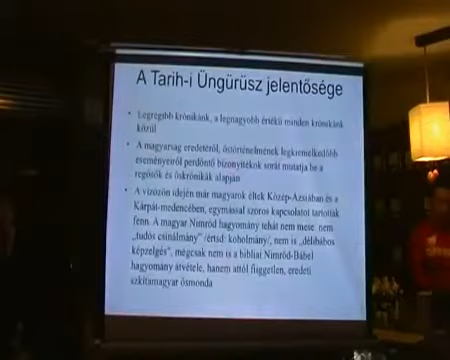 A Tarih-i Üngürüsz jelentősége
• Legrégibb krónikánk, a legnagyobb értékű minden krónikánk
közül
• A magyarság eredetéről, őstörténelmének legkiemelkedőbb
eseményeiről perdöntő bizonyítékok sorát mutatja be a
regősök és őskrónikák alapján
• A vízözön idején már magyarok éltek Közép-Ázsiában és a
Kárpát-medencében, egymással szoros kapcsolatot tartottak
fenn. A magyar Nimród hagyomány tehát nem mese, nem
„tudós csinálmány” /értsd: koholmány/, nem is „délibábos
képzelgés”, mégcsak nem is a bibliai Nimród-Bábel
hagyomány átvétele, hanem attól független, eredeti
szkítamagyar ősmonda